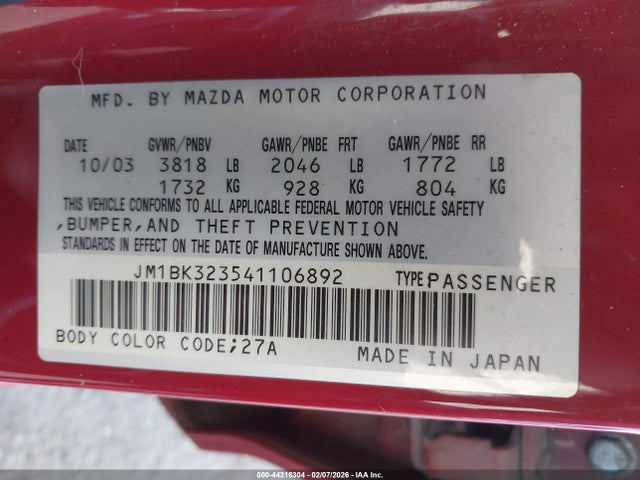 MFD. BY MAZDA MOTOR CORPORATION
DATE GVWR/PNBV GAWR/PNBE FRT GAWR/PNBE RR
10/03 3818 LB 2046 LB 1772 LB
1732 KG 928 KG 804 KG
THIS VEHICLE CONFORMS TO ALL APPLICABLE FEDERAL MOTOR VEHICLE SAFETY
,BUMPER,AND THEFT PREVENTION
STANDARDS IN EFFECT ON THE DATE OF MANUFACTURE SHOWN ABOVE.
JM1BK323541106892 TYPE PASSENGER
BODY COLOR CODE;27A MADE IN JAPAN
000-44316304 - 02/07/2026 - IAA Inc.